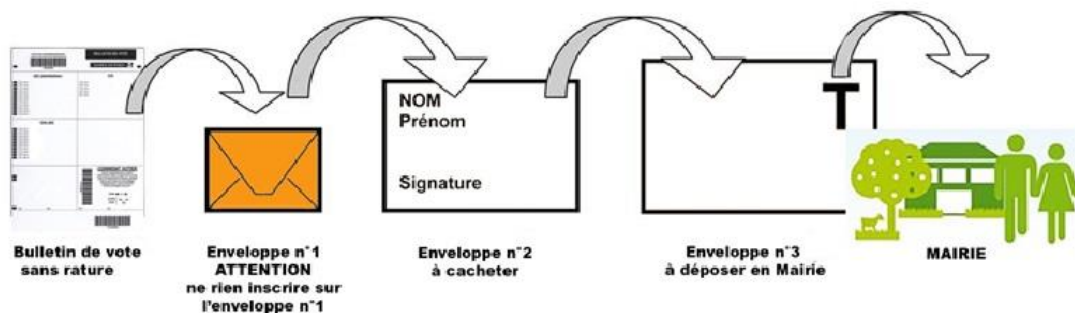 NOM
Prénom
Signature
T
Bulletin de vote
sans rature
Enveloppe n°1
ATTENTION
ne rien inscrire sur
l'enveloppe n°1
Enveloppe n°2
à cacheter
Enveloppe n°3
à déposer en Mairie
MAIRIE